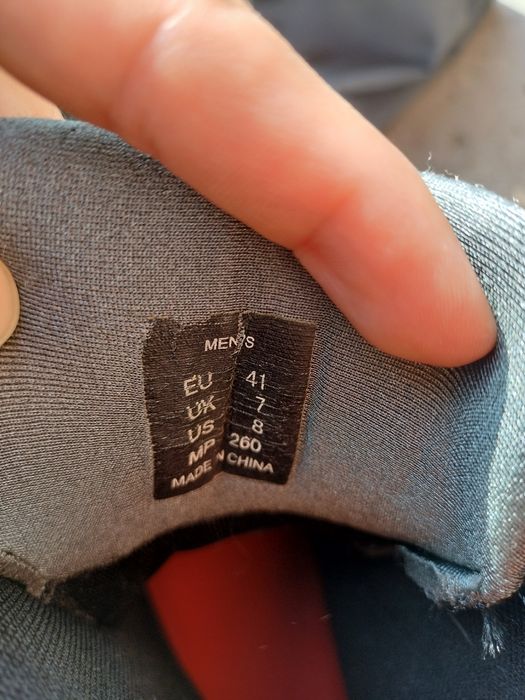 MEN'S
EU 41
UK 7
US 8
MP 260
MADE IN CHINA